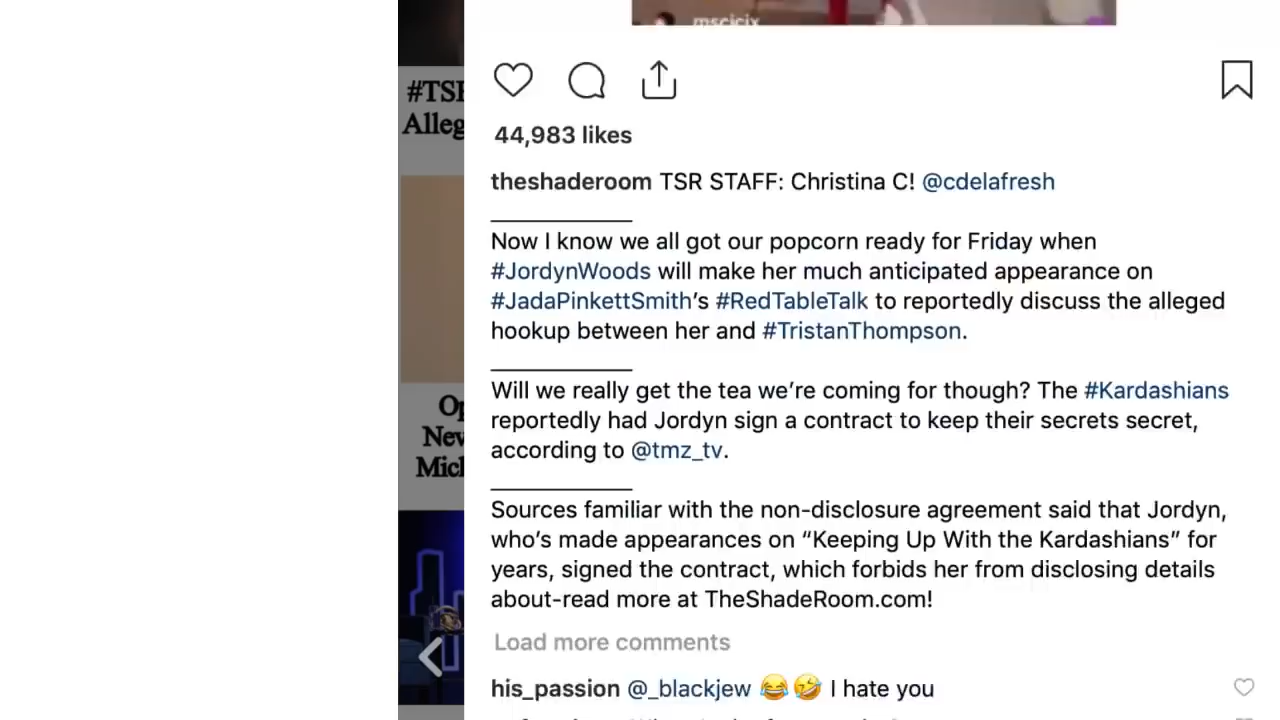 mscicix
#TSR
Alleg
44,983 likes
theshaderoom TSR STAFF: Christina C! @cdelafresh
Now I know we all got our popcorn ready for Friday when
#JordynWoods will make her much anticipated appearance on
#JadaPinkettSmith’s #RedTableTalk to reportedly discuss the alleged
hookup between her and #TristanThompson.
Will we really get the tea we’re coming for though? The #Kardashians
reportedly had Jordyn sign a contract to keep their secrets secret,
according to @tmz_tv.
Op
New
Mich
Sources familiar with the non-disclosure agreement said that Jordyn,
who’s made appearances on “Keeping Up With the Kardashians” for
years, signed the contract, which forbids her from disclosing details
about-read more at TheShadeRoom.com!
Load more comments
his_passion @_blackjew 😂 🤣 I hate you